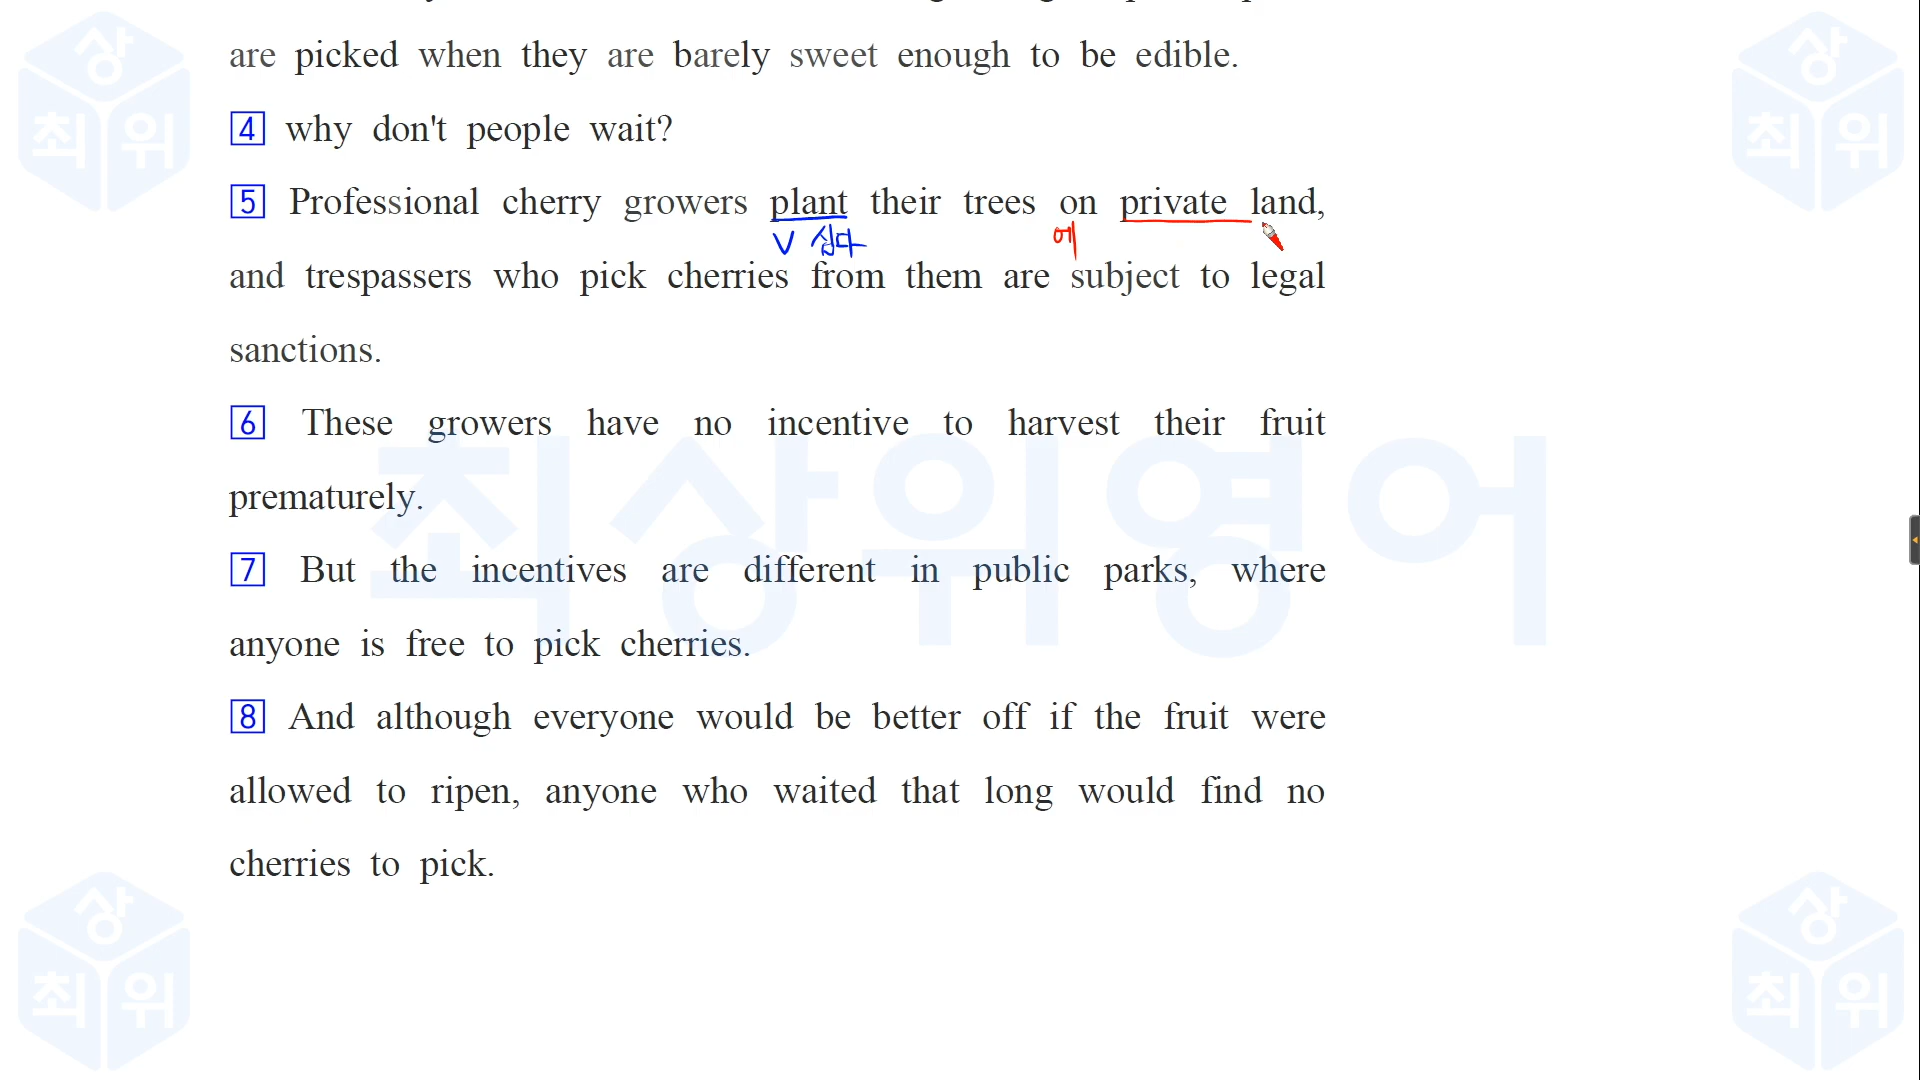 are picked when they are barely sweet enough to be edible.
4 why don't people wait?
5 Professional cherry growers plant their trees on private land,
V 심다 에
and trespassers who pick cherries from them are subject to legal
sanctions.
6 These growers have no incentive to harvest their fruit
prematurely.
7 But the incentives are different in public parks, where
anyone is free to pick cherries.
8 And although everyone would be better off if the fruit were
allowed to ripen, anyone who waited that long would find no
cherries to pick.
최상위영어
상
최 위
상
최 위
상
최 위
상
최 위